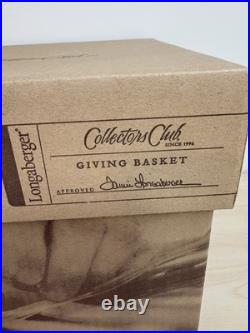 Longaberger®
Collectors Club
SINCE 1996
GIVING BASKET
APPROVED